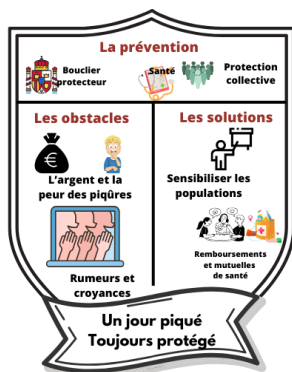 La prévention
Bouclier
protecteur
Santé
Protection
collective
Les obstacles
€
L'argent et la
peur des piqûres
Rumeurs et
croyances
Les solutions
Sensibiliser les
populations
Remboursements
et mutuelles
de santé
Un jour piqué
Toujours protégé